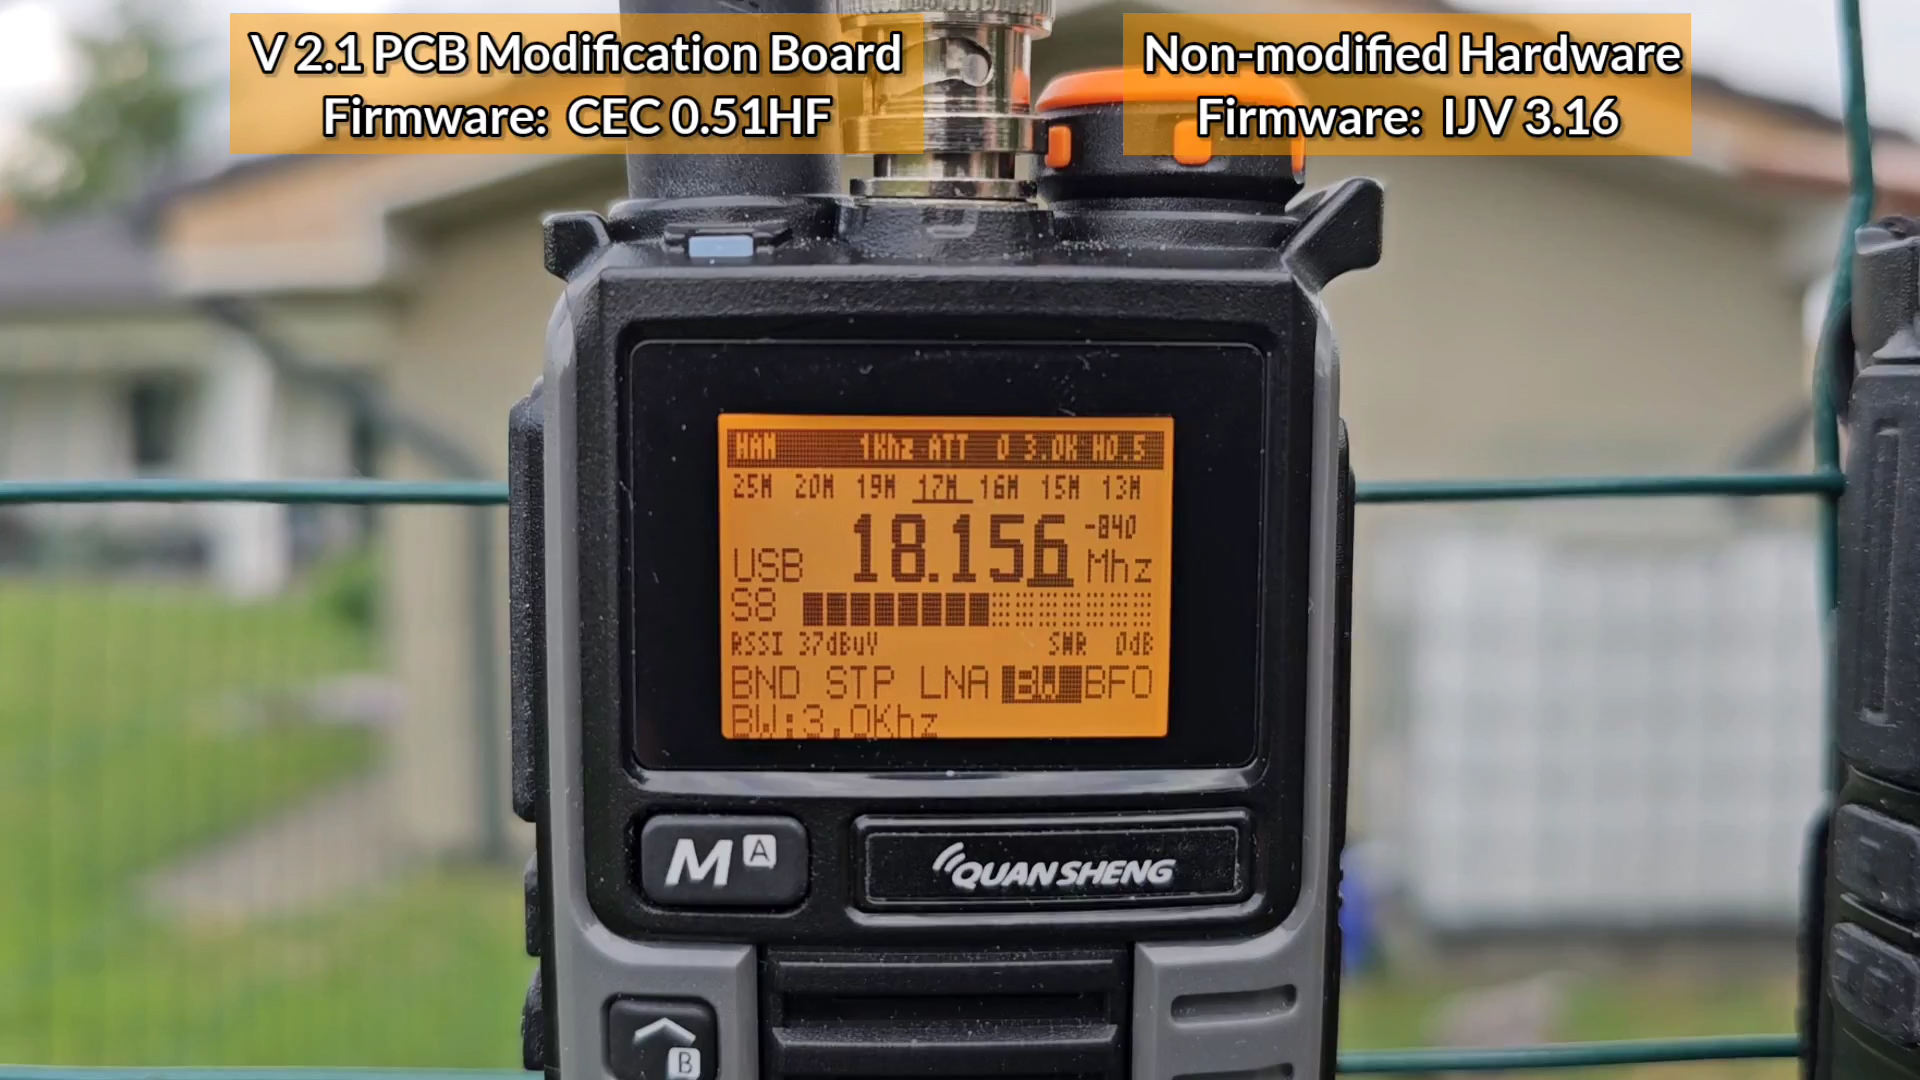 V 2.1 PCB Modification Board
Firmware: CEC 0.51HF
Non-modified Hardware
Firmware: IJV 3.16
HAM 1Khz ATT 0 3.0K H0.5
25M 20M 19M 17M 16M 15M 13M
USB 18.156 -840 Mhz
S8
RSSI 37dBuV SNR 0dB
BND STP LNA BW BFO
BW:3.0Khz
M A
QUANSHENG
B